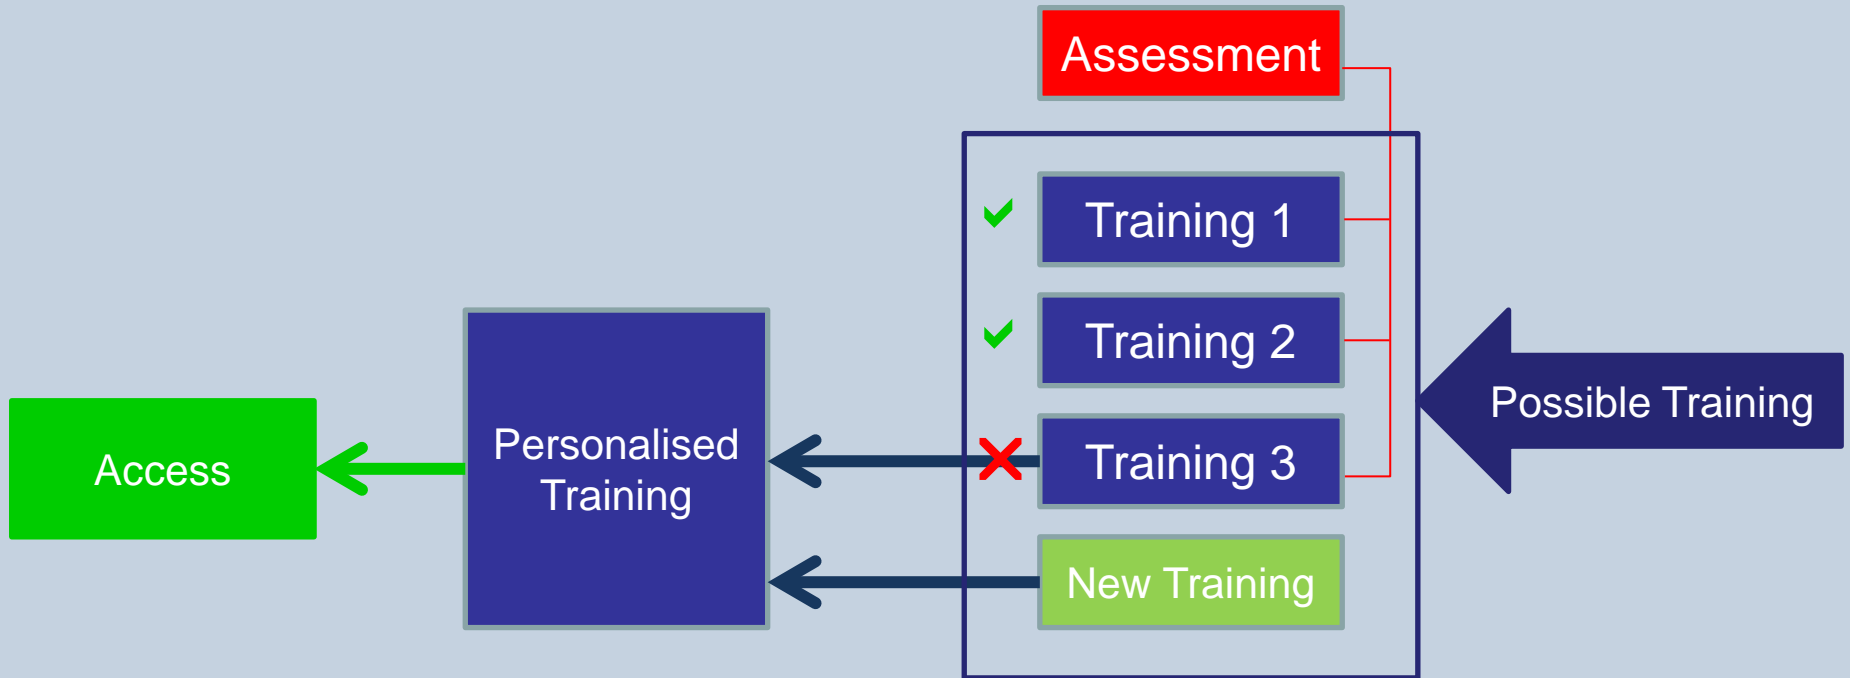 Assessment
Training 1
Training 2
Possible Training
Personalised
Training
Access
Training 3
New Training